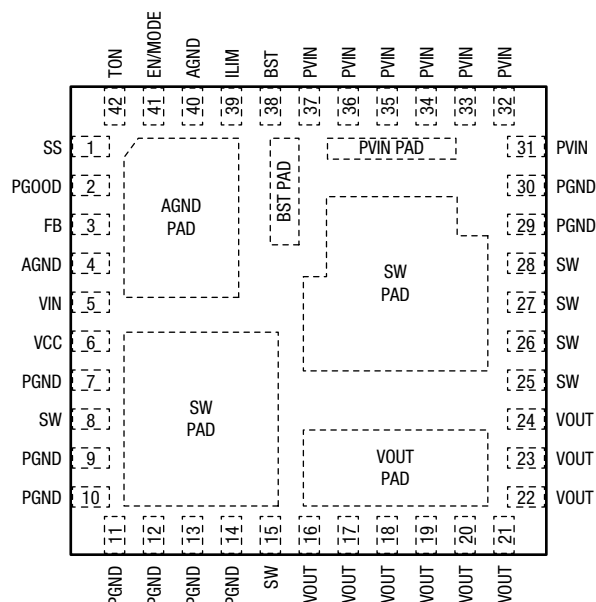 TON
EN/MODE
AGND
ILIM
BST
PVIN
PVIN
PVIN
PVIN
PVIN
PVIN
42
41
40
39
38
37
36
35
34
33
32
SS 1
PGOOD 2
FB 3
AGND 4
VIN 5
VCC 6
PGND 7
SW 8
PGND 9
PGND 10
AGND
PAD
BST PAD
PVIN PAD
SW
PAD
SW
PAD
VOUT
PAD
31 PVIN
30 PGND
29 PGND
28 SW
27 SW
26 SW
25 SW
24 VOUT
23 VOUT
22 VOUT
11
12
13
14
15
16
17
18
19
20
21
PGND
PGND
PGND
PGND
SW
VOUT
VOUT
VOUT
VOUT
VOUT
VOUT